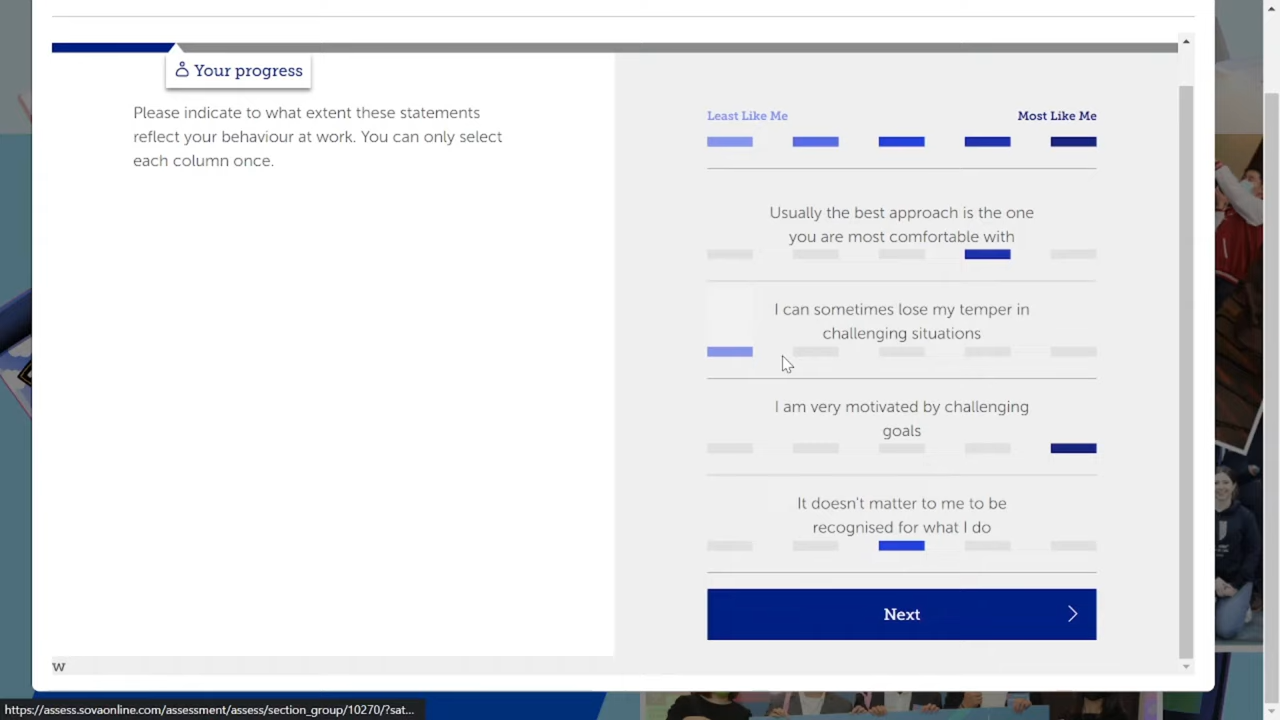 Your progress
Please indicate to what extent these statements
reflect your behaviour at work. You can only select
each column once.
Least Like Me
Most Like Me
Usually the best approach is the one
you are most comfortable with
I can sometimes lose my temper in
challenging situations
I am very motivated by challenging
goals
It doesn't matter to me to be
recognised for what I do
Next
w
https://assess.sovaonline.com/assessment/assess/section_group/10270/?sat...